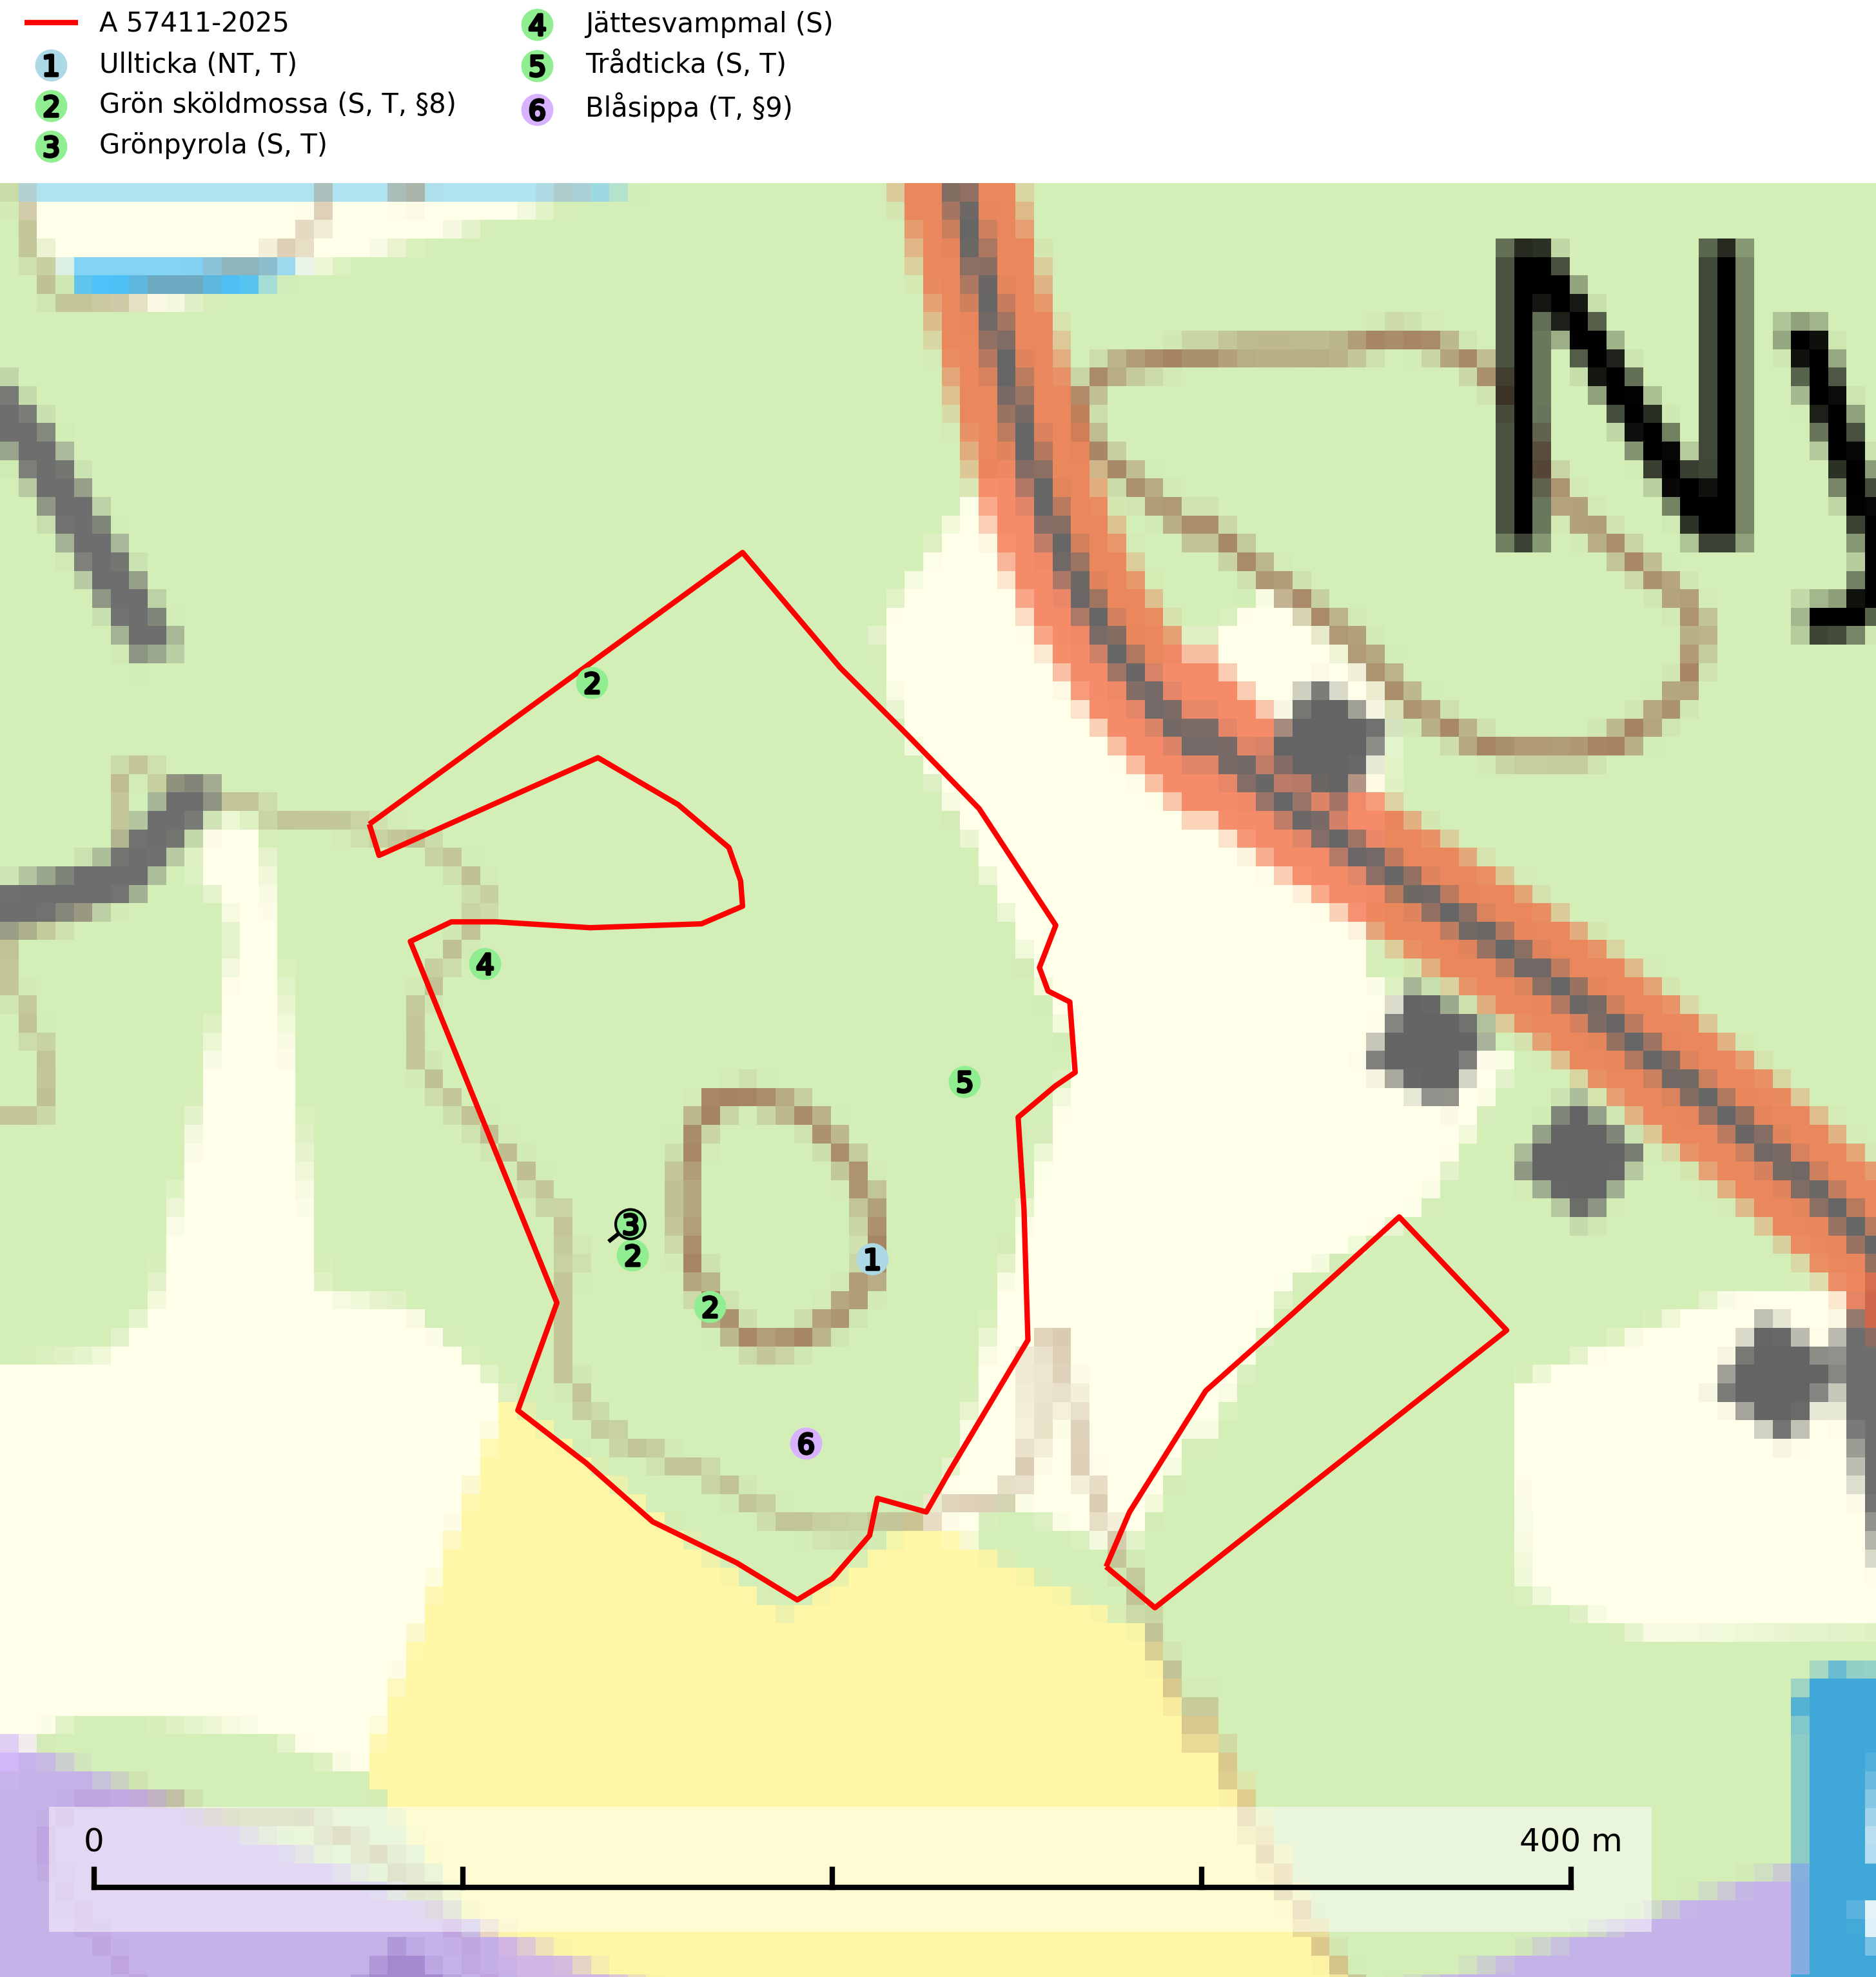 A 57411-2025
1 Ullticka (NT, T)
2 Grön sköldmossa (S, T, §8)
3 Grönpyrola (S, T)
4 Jättesvampmal (S)
5 Trådticka (S, T)
6 Blåsippa (T, §9)
N
2
4
5
3
2
1
2
6
0
400 m